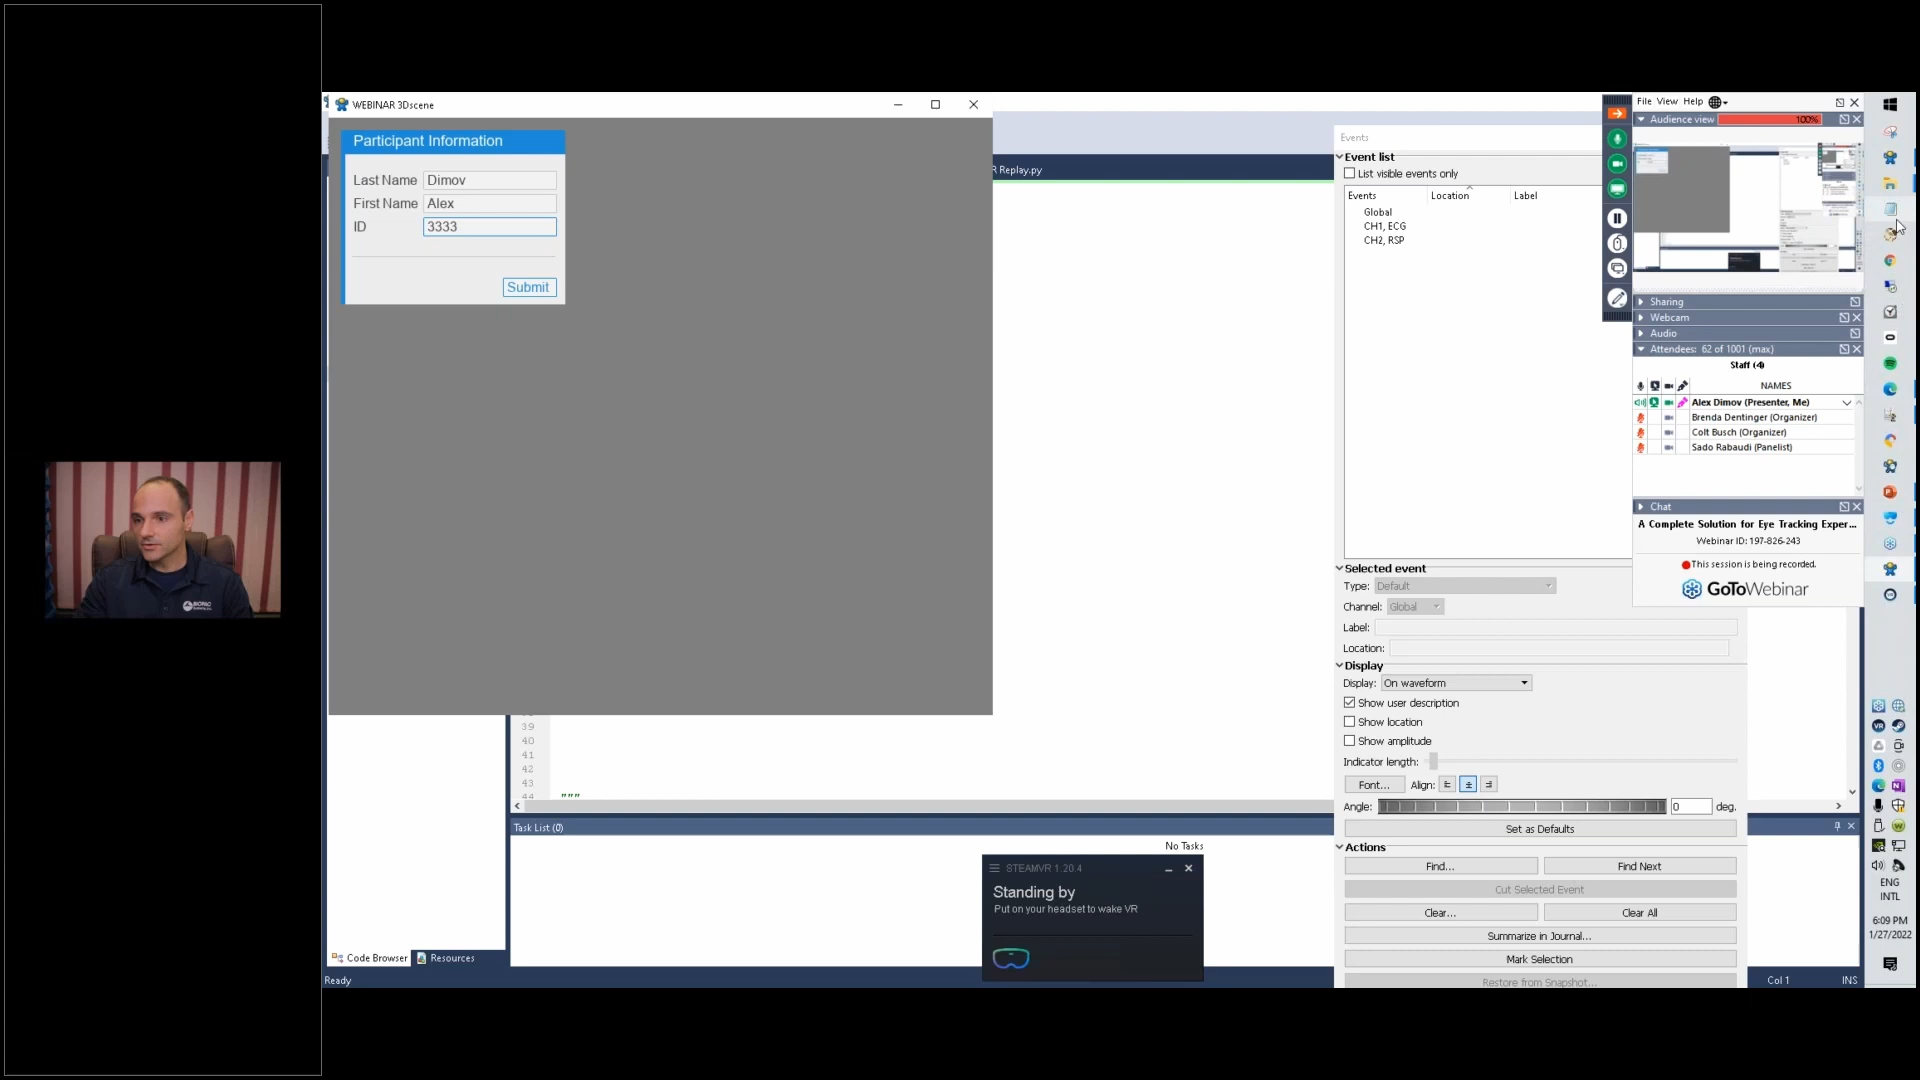 WEBINAR 3Dscene
Participant Information
Last Name Dimov
First Name Alex
ID 3333
Submit
R Replay.py
39
40
41
42
43
44 """
Task List (0)
No Tasks
STEAMVR 1.20.4
Standing by
Put on your headset to wake VR
Code Browser
Resources
Ready
Col 1
INS
Events
Event list
List visible events only
Events Location Label
Global
CH1, ECG
CH2, RSP
Selected event
Type: Default
Channel: Global
Label:
Location:
Display
Display: On waveform
Show user description
Show location
Show amplitude
Indicator length:
Font... Align:
Angle: 0 deg.
Set as Defaults
Actions
Find... Find Next
Cut Selected Event
Clear... Clear All
Summarize in Journal...
Mark Selection
Restore from Snapshot...
File View Help
Audience view 100%
Sharing
Webcam
Audio
Attendees: 62 of 1001 (max)
Staff (4)
NAMES
Alex Dimov (Presenter, Me)
Brenda Dentinger (Organizer)
Colt Busch (Organizer)
Sado Rabaudi (Panelist)
Chat
A Complete Solution for Eye Tracking Exper...
Webinar ID: 197-826-243
This session is being recorded.
GoToWebinar
ENG
INTL
6:09 PM
1/27/2022